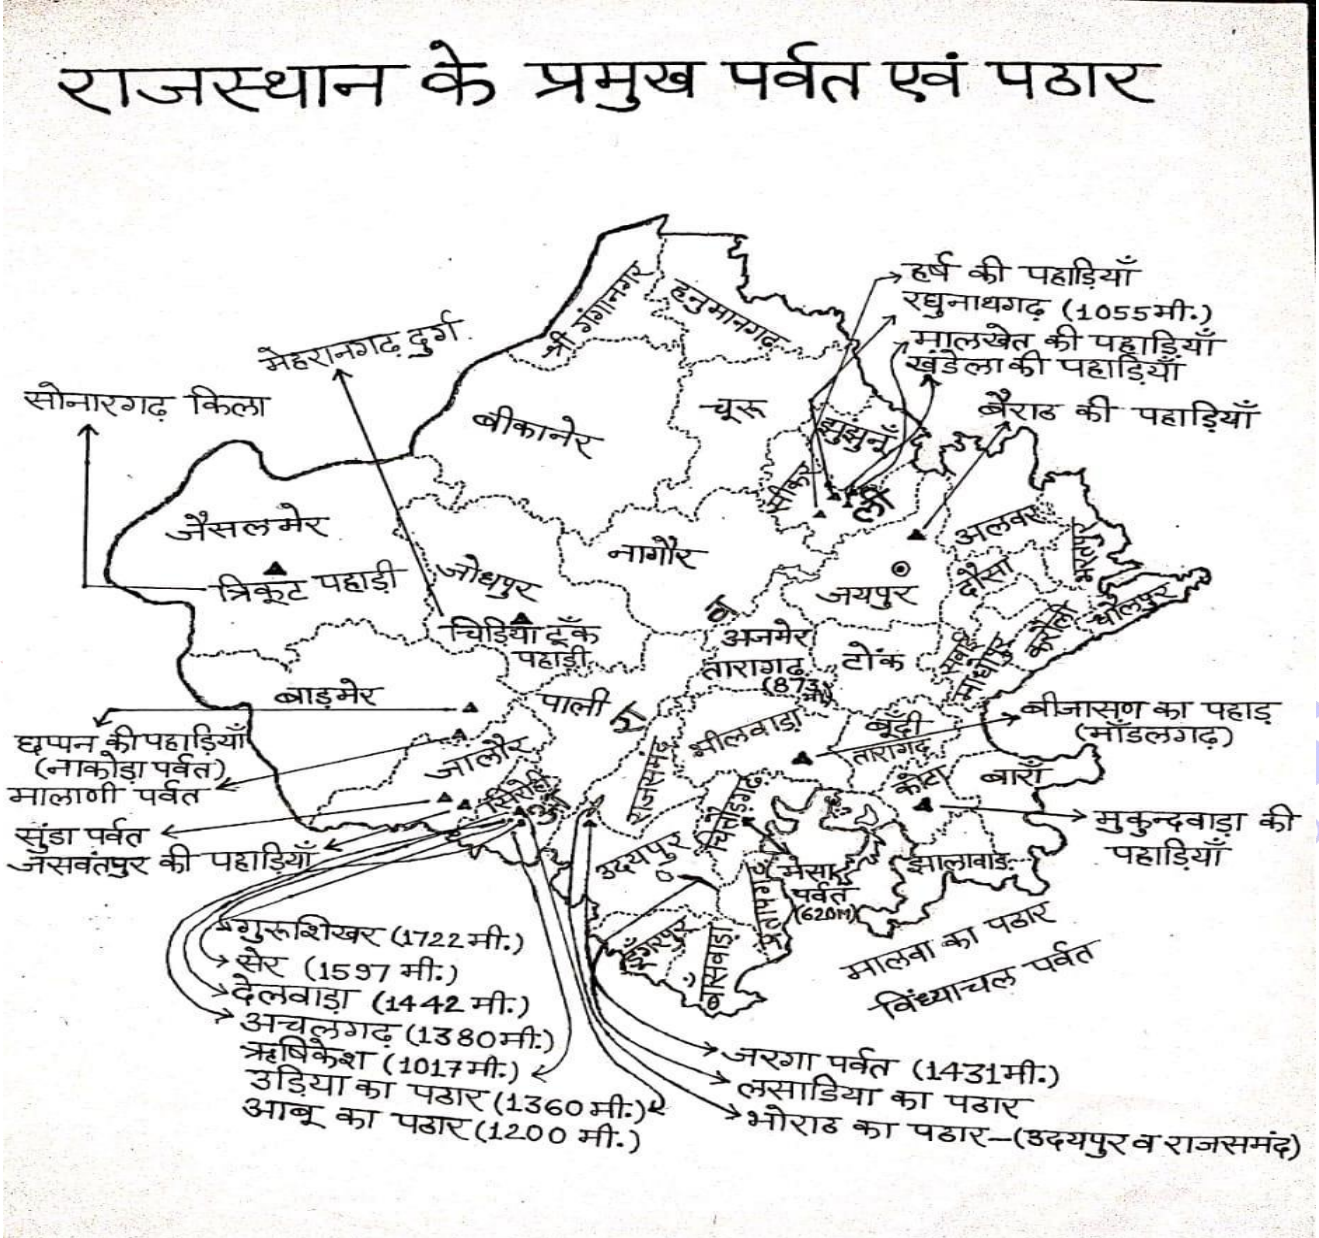 राजस्थान के प्रमुख पर्वत एवं पठार
हर्ष की पहाड़ियाँ
रघुनाथगढ़ (1055मी.)
मालखेत की पहाड़ियाँ
खंडेला की पहाड़ियाँ
बैराठ की पहाड़ियाँ
मेहरानगढ़ दुर्ग.
सोनारगढ़ किला
श्री गंगानगर
हनुमानगढ़
बीकानेर
चूरू
झुंझुनूँ
सीकर
ली
अलवर
भरतपुर
जैसलमेर
त्रिकूट पहाड़ी
जोधपुर
नागौर
जयपुर
दौसा
धोलपुर
करोली
सवाई माधोपुर
चिड़िया टूँक
पहाड़ी
व
अजमेर
तारागढ़
(873मी.)
टोंक
बाड़मेर
पाली
भीलवाड़ा
बूँदी
तारागढ़
बीजासण का पहाड़
(माँडलगढ़)
छप्पन की पहाड़ियाँ
(नाकोड़ा पर्वत)
मालाणी पर्वत
जालौर
सिरोही
राजसमंद
चितौड़गढ़
कोटा
बाराँ
मुकुन्दवाड़ा की
पहाड़ियाँ
सुंडा पर्वत
जसवंतपुर की पहाड़ियाँ
उदयपुर
मेसा
पर्वत
(620M)
झालावाड़
प्रतापगढ़
डूँगरपुर
बाँसवाड़ा
मालवा का पठार
विंध्याचल पर्वत
गुरूशिखर (1722मी.)
सेर (1597 मी.)
देलवाड़ा (1442 मी.)
अचलगढ़ (1380मी.)
ऋषिकेश (1017मी.)
उड़िया का पठार (1360मी.)
आबू का पठार (1200 मी.)
जरगा पर्वत (1431मी.)
लसाडिया का पठार
भोराठ का पठार-(उदयपुर व राजसमंद)